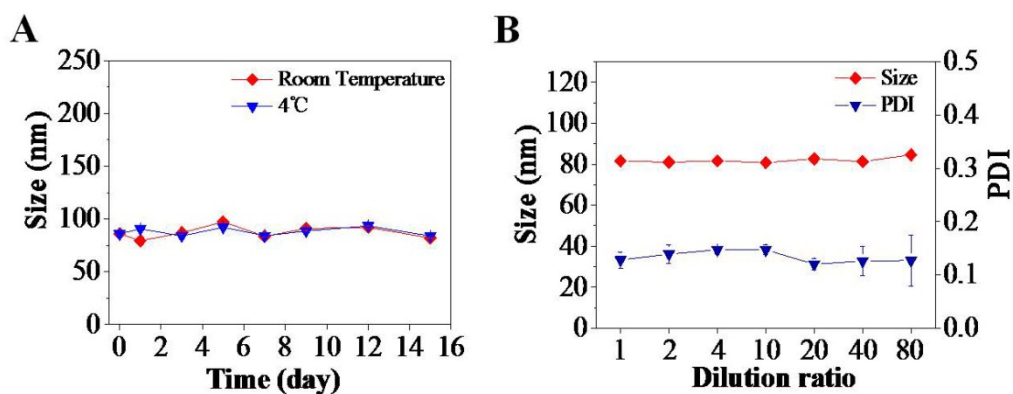 A
250
200
150
100
50
0
Size (nm)
Room Temperature
4℃
0 2 4 6 8 10 12 14 16
Time (day)
B
120
100
80
60
40
20
0
Size (nm)
Size
PDI
0.5
0.4
0.3
0.2
0.1
0.0
PDI
1 2 4 10 20 40 80
Dilution ratio